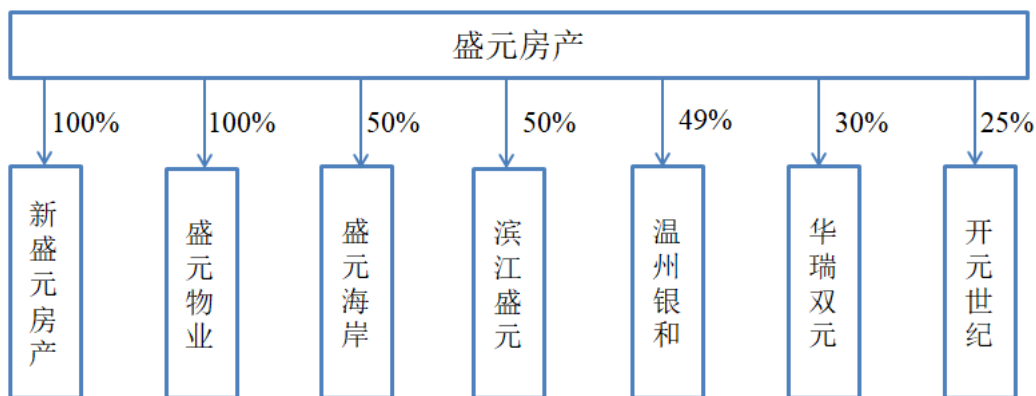 盛元房产
100%
100%
50%
50%
49%
30%
25%
新盛元房产
盛元物业
盛元海岸
滨江盛元
温州银和
华瑞双元
开元世纪